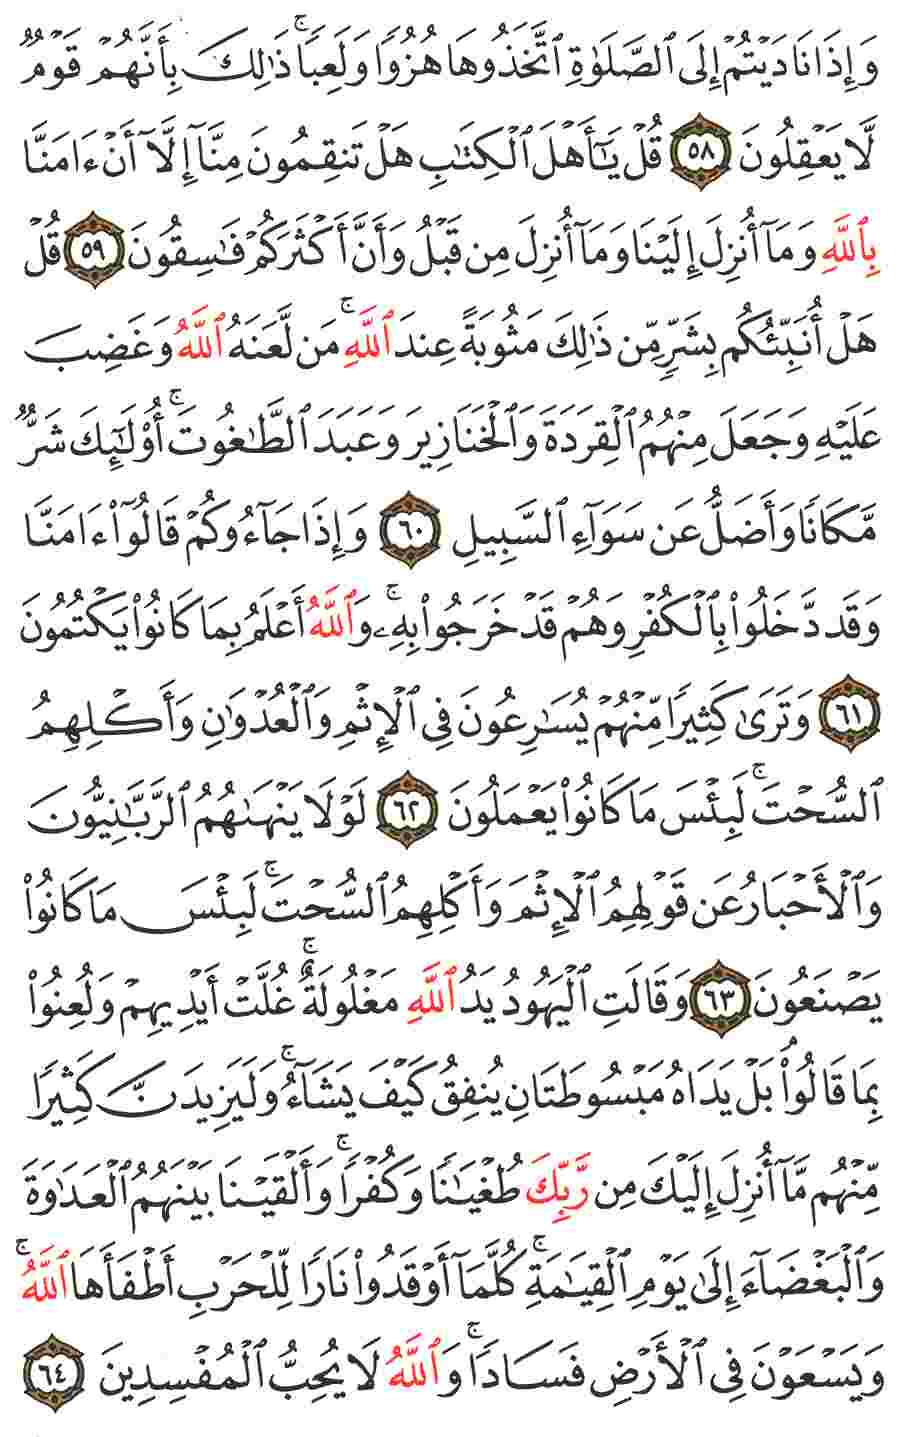 وَإِذَا نَادَيۡتُمۡ إِلَى ٱلصَّلَوٰةِ ٱتَّخَذُوهَا هُزُوٗا وَلَعِبٗاۚ ذَٰلِكَ بِأَنَّهُمۡ قَوۡمٞ
لَّا يَعۡقِلُونَ ٥٨ قُلۡ يَٰٓأَهۡلَ ٱلۡكِتَٰبِ هَلۡ تَنقِمُونَ مِنَّآ إِلَّآ أَنۡ ءَامَنَّا
بِٱللَّهِ وَمَآ أُنزِلَ إِلَيۡنَا وَمَآ أُنزِلَ مِن قَبۡلُ وَأَنَّ أَكۡثَرَكُمۡ فَٰسِقُونَ ٥٩ قُلۡ
هَلۡ أُنَبِّئُكُم بِشَرّٖ مِّن ذَٰلِكَ مَثُوبَةً عِندَ ٱللَّهِۚ مَن لَّعَنَهُ ٱللَّهُ وَغَضِبَ
عَلَيۡهِ وَجَعَلَ مِنۡهُمُ ٱلۡقِرَدَةَ وَٱلۡخَنَازِيرَ وَعَبَدَ ٱلطَّٰغُوتَۚ أُوْلَٰٓئِكَ شَرّٞ
مَّكَانٗا وَأَضَلُّ عَن سَوَآءِ ٱلسَّبِيلِ ٦٠ وَإِذَا جَآءُوكُمۡ قَالُوٓاْ ءَامَنَّا
وَقَد دَّخَلُواْ بِٱلۡكُفۡرِ وَهُمۡ قَدۡ خَرَجُواْ بِهِۦۚ وَٱللَّهُ أَعۡلَمُ بِمَا كَانُواْ يَكۡتُمُونَ
٦١ وَتَرَىٰ كَثِيرٗا مِّنۡهُمۡ يُسَٰرِعُونَ فِي ٱلۡإِثۡمِ وَٱلۡعُدۡوَٰنِ وَأَكۡلِهِمُ
ٱلسُّحۡتَۚ لَبِئۡسَ مَا كَانُواْ يَعۡمَلُونَ ٦٢ لَوۡلَا يَنۡهَىٰهُمُ ٱلرَّبَّٰنِيُّونَ
وَٱلۡأَحۡبَارُ عَن قَوۡلِهِمُ ٱلۡإِثۡمَ وَأَكۡلِهِمُ ٱلسُّحۡتَۚ لَبِئۡسَ مَا كَانُواْ
يَصۡنَعُونَ ٦٣ وَقَالَتِ ٱلۡيَهُودُ يَدُ ٱللَّهِ مَغۡلُولَةٌۚ غُلَّتۡ أَيۡدِيهِمۡ وَلُعِنُواْ
بِمَا قَالُواْۘ بَلۡ يَدَاهُ مَبۡسُوطَتَانِ يُنفِقُ كَيۡفَ يَشَآءُۚ وَلَيَزِيدَنَّ كَثِيرٗا
مِّنۡهُم مَّآ أُنزِلَ إِلَيۡكَ مِن رَّبِّكَ طُغۡيَٰنٗا وَكُفۡرٗاۚ وَأَلۡقَيۡنَا بَيۡنَهُمُ ٱلۡعَدَٰوَةَ
وَٱلۡبَغۡضَآءَ إِلَىٰ يَوۡمِ ٱلۡقِيَٰمَةِۚ كُلَّمَآ أَوۡقَدُواْ نَارٗا لِّلۡحَرۡبِ أَطۡفَأَهَا ٱللَّهُۚ
وَيَسۡعَوۡنَ فِي ٱلۡأَرۡضِ فَسَادٗاۚ وَٱللَّهُ لَا يُحِبُّ ٱلۡمُفۡسِدِينَ ٦٤